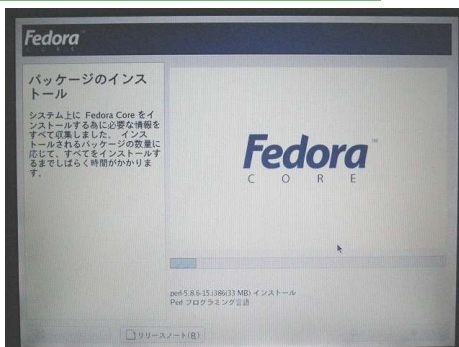 Fedora
パッケージのインス
トール
システム上に Fedora Core をイ
ンストールする為に必要な情報を
すべて収集しました。 インス
トールされるパッケージの数量に
応じて、すべてをインストールす
るまでしばらく時間がかかりま
す。
Fedora™
CORE
perl-5.8.6-15.i386(33 MB) インストール
Perl プログラミング言語
リリースノート(R)